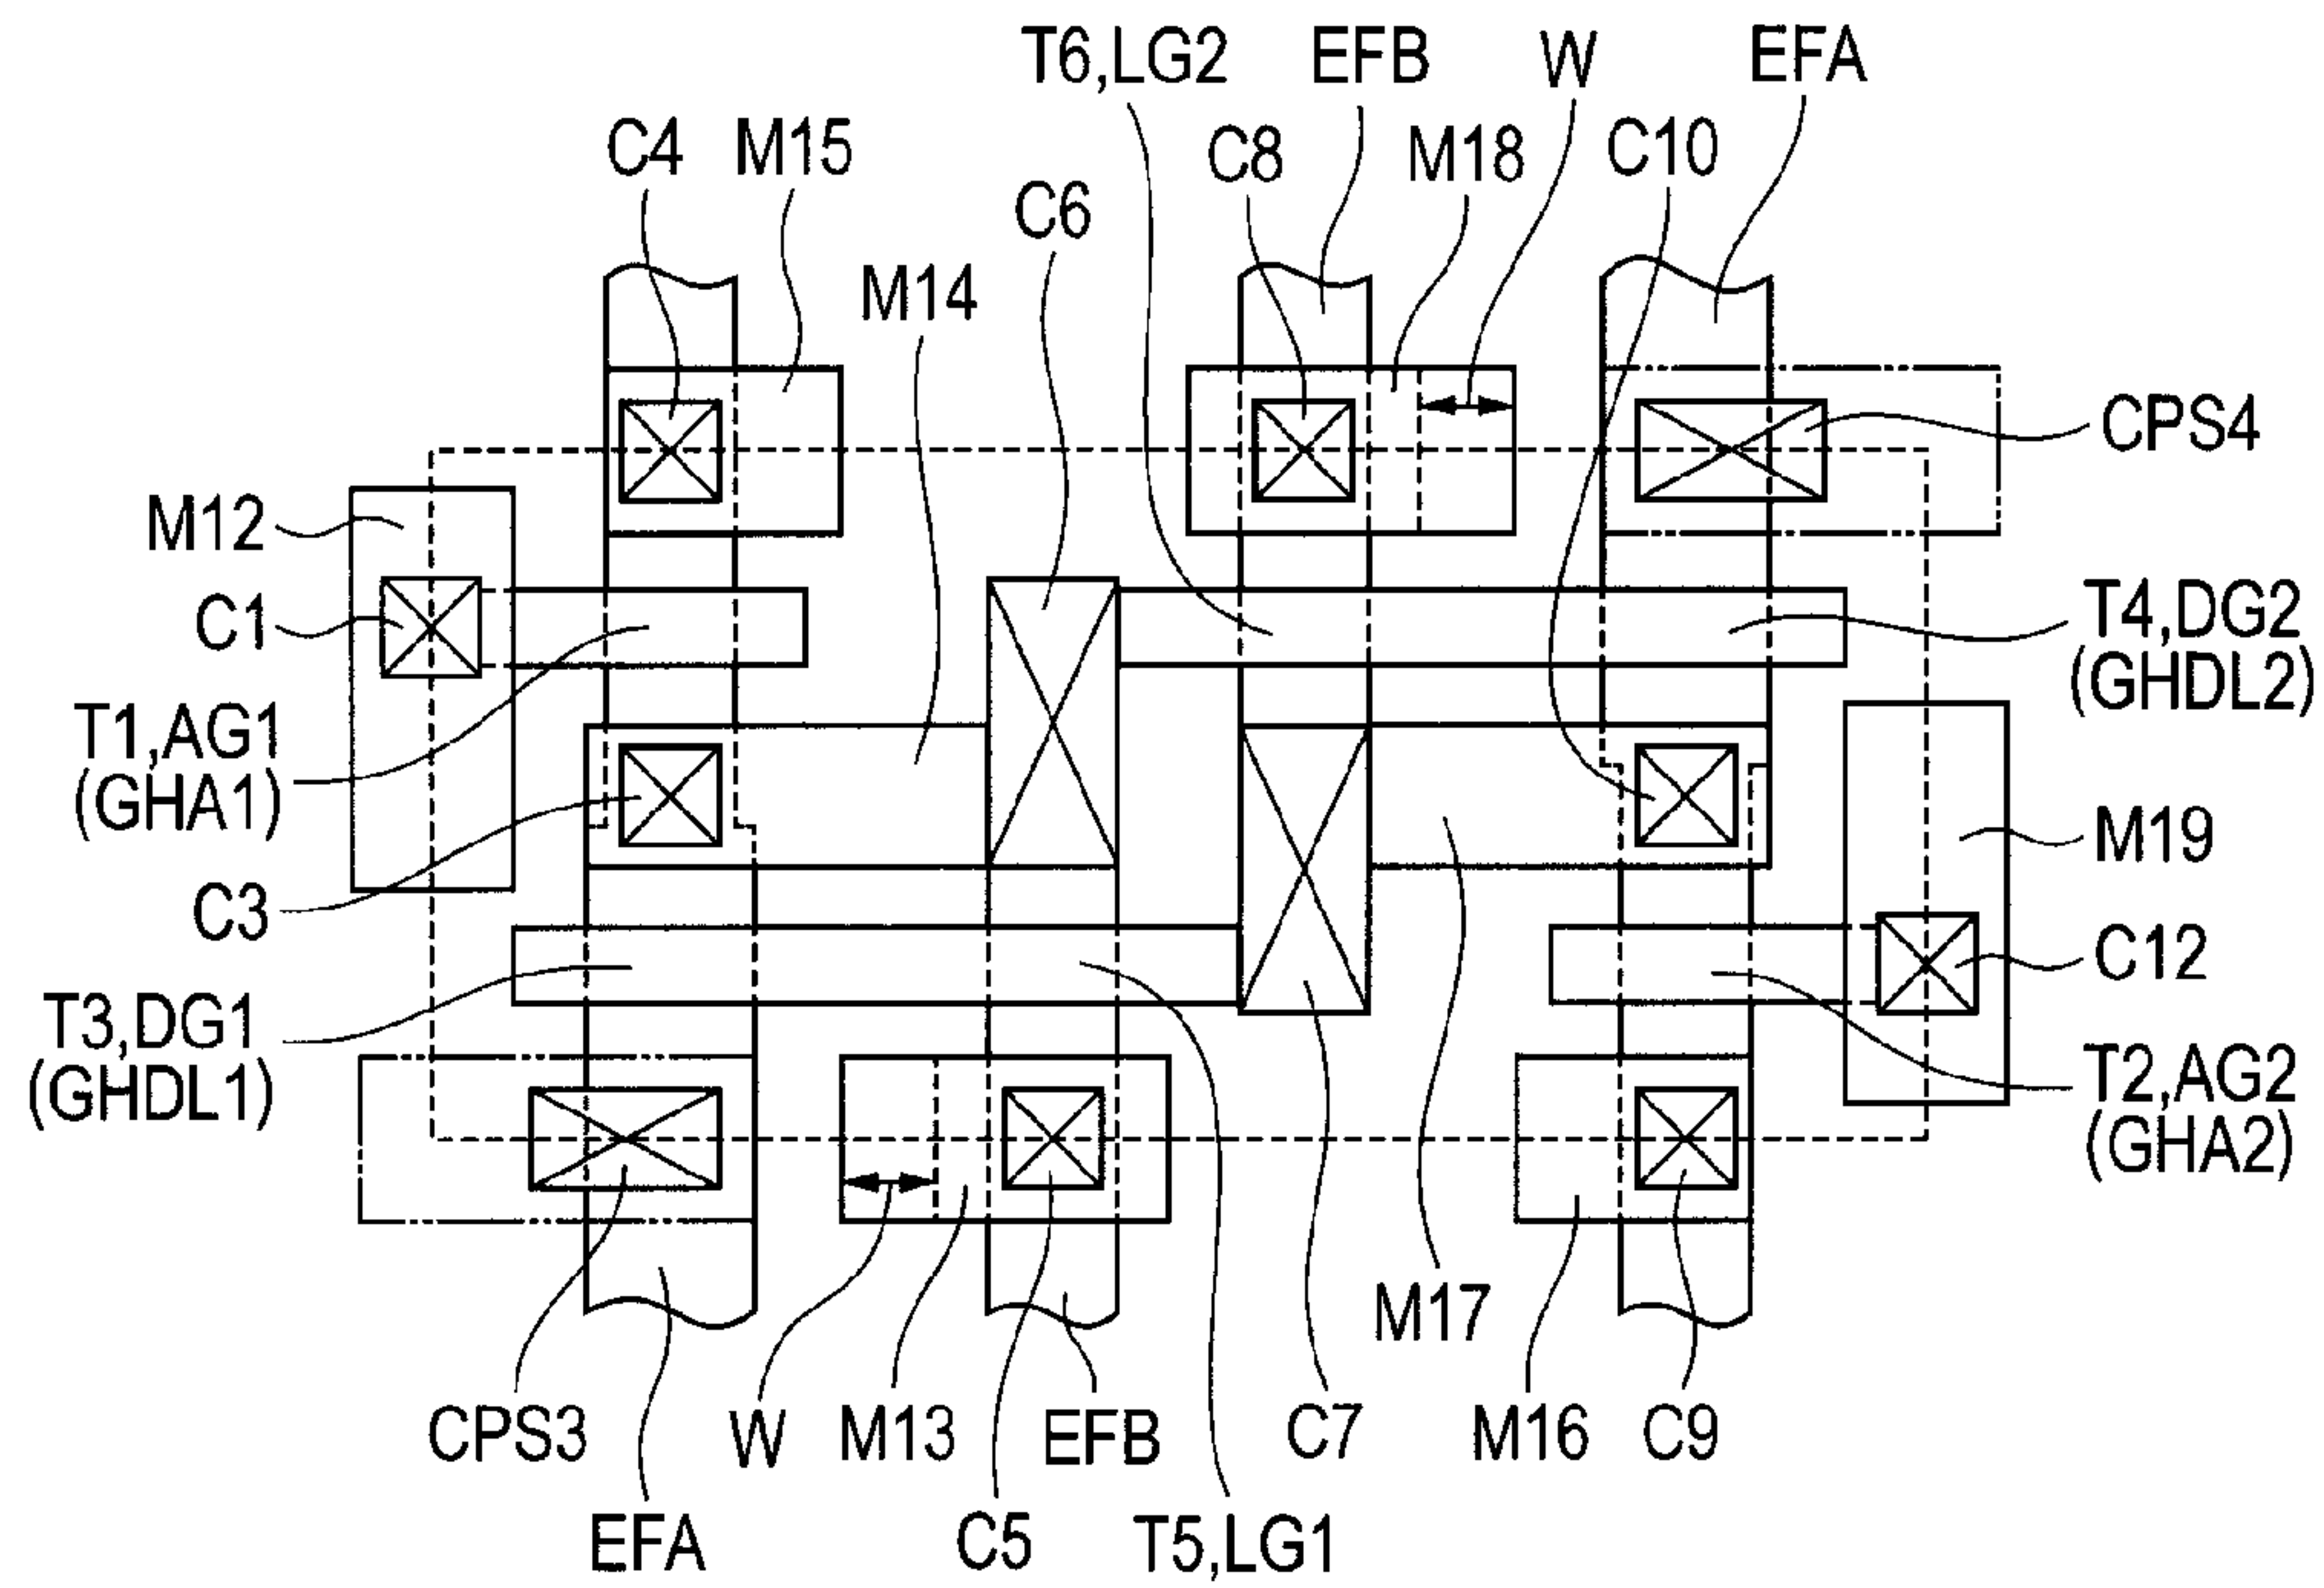 T6,LG2
EFB
W
EFA
C4
M15
C6
C8
M18
C10
M14
CPS4
M12
C1
T4,DG2
(GHDL2)
T1,AG1
(GHA1)
M19
C3
C12
T3,DG1
(GHDL1)
T2,AG2
(GHA2)
M17
CPS3
W
M13
EFB
C7
M16
C9
EFA
C5
T5,LG1